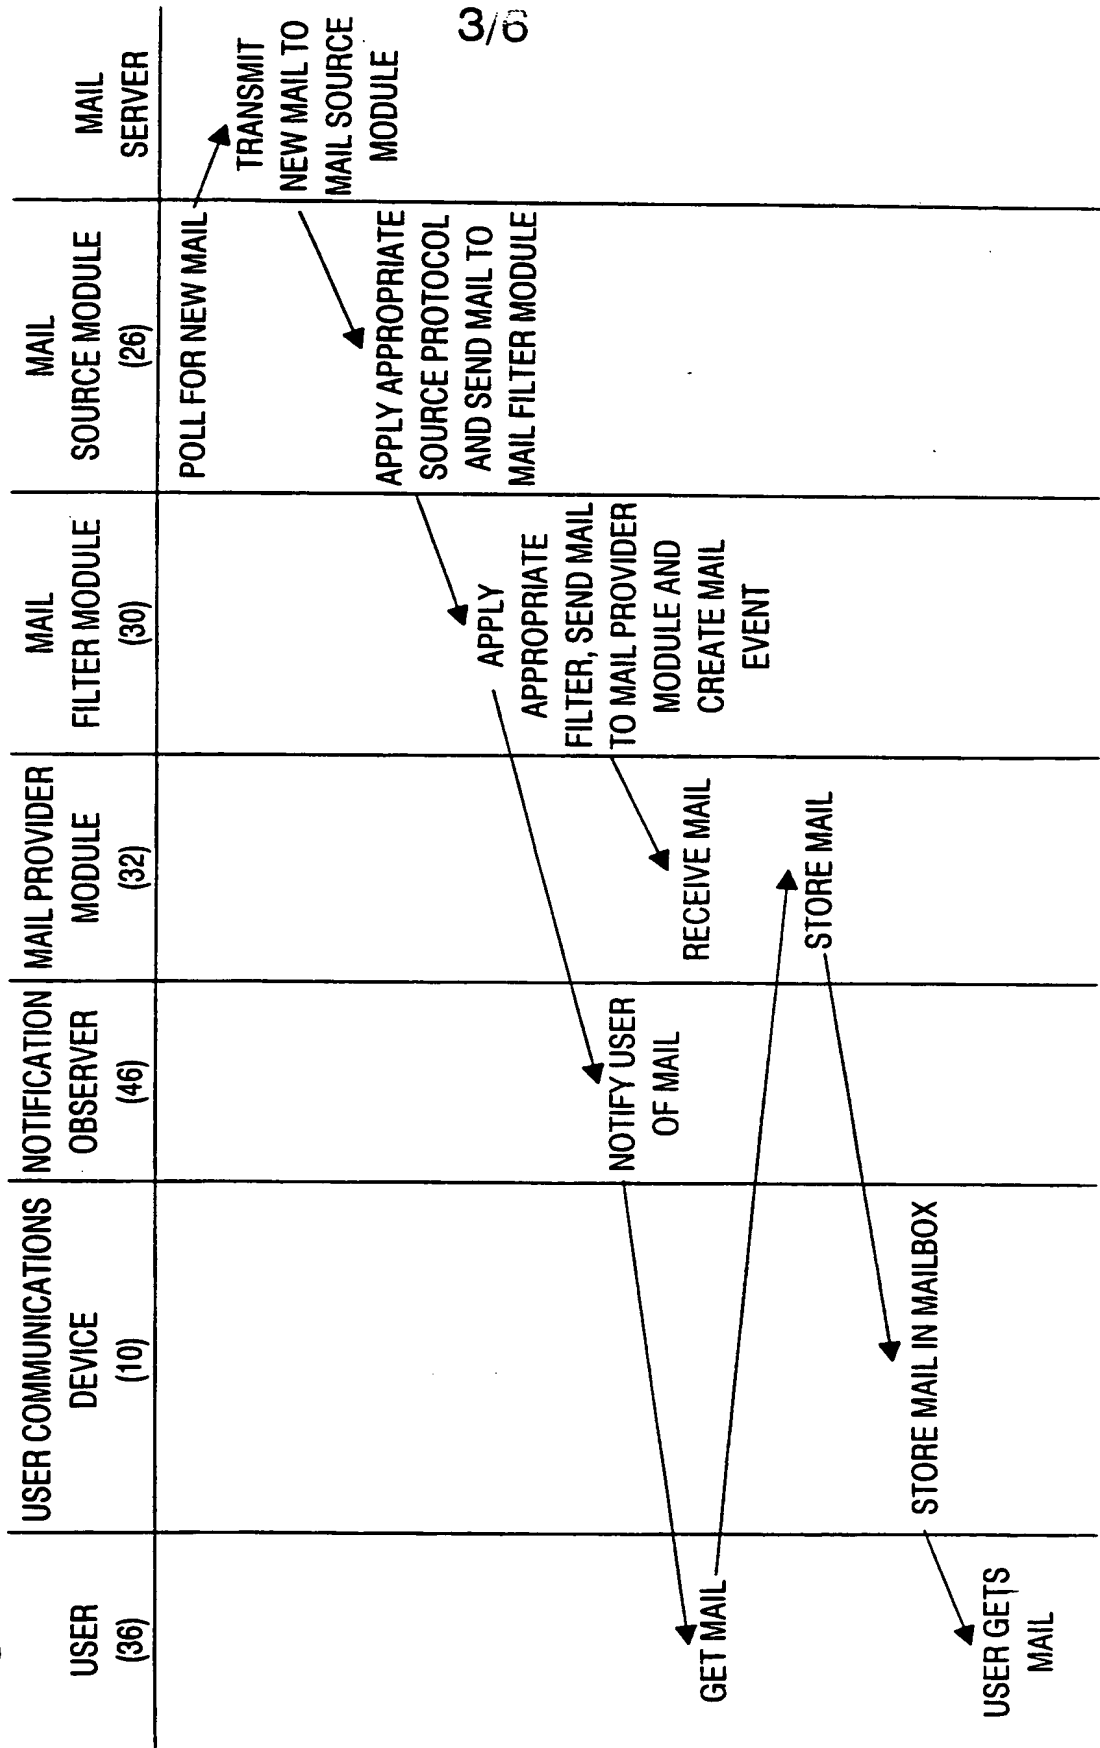 3/6
USER
(36)
USER COMMUNICATIONS
DEVICE
(10)
NOTIFICATION
OBSERVER
(46)
MAIL PROVIDER
MODULE
(32)
MAIL
FILTER MODULE
(30)
MAIL
SOURCE MODULE
(26)
MAIL
SERVER
POLL FOR NEW MAIL
TRANSMIT
NEW MAIL TO
MAIL SOURCE
MODULE
APPLY APPROPRIATE
SOURCE PROTOCOL
AND SEND MAIL TO
MAIL FILTER MODULE
APPLY
APPROPRIATE
FILTER, SEND MAIL
TO MAIL PROVIDER
MODULE AND
CREATE MAIL
EVENT
NOTIFY USER
OF MAIL
RECEIVE MAIL
GET MAIL
STORE MAIL
STORE MAIL IN MAILBOX
USER GETS
MAIL